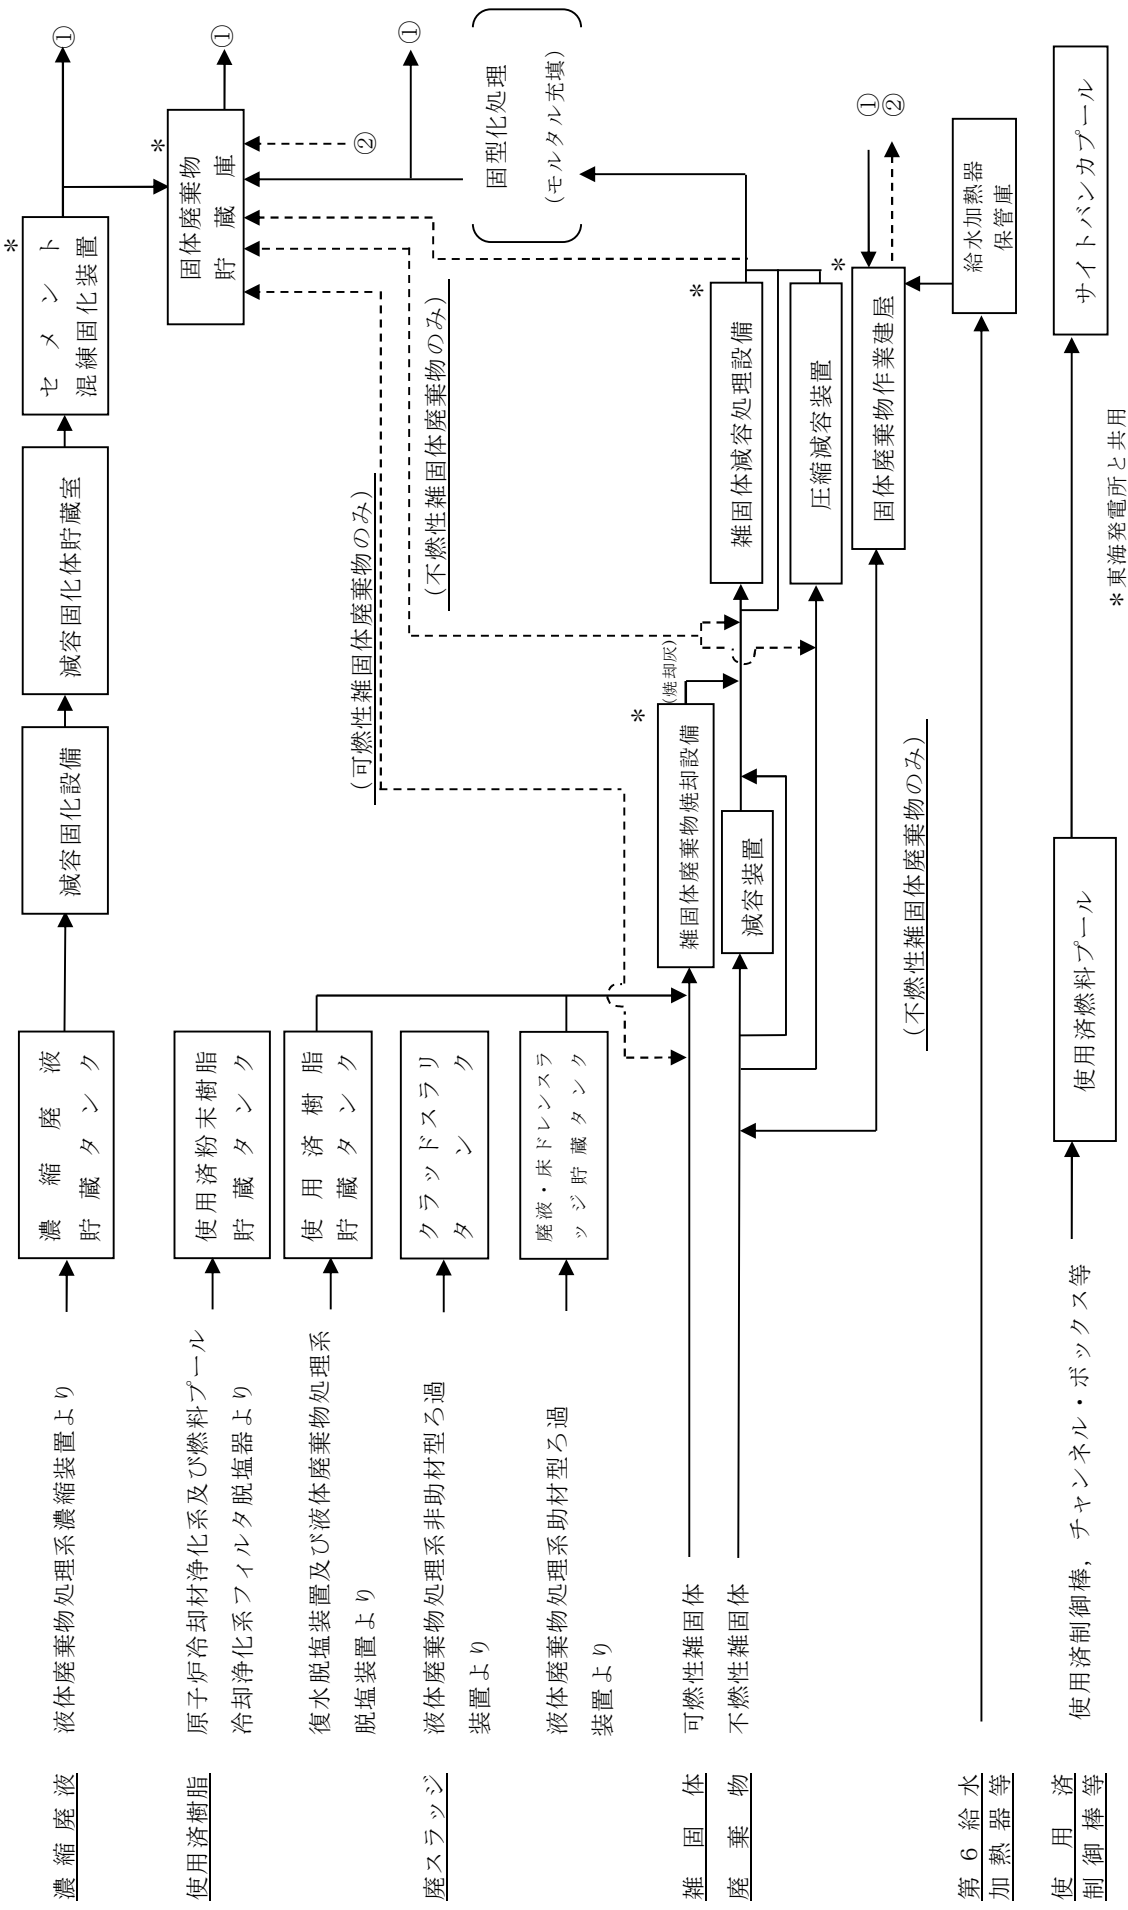 濃縮廃液
液体廃棄物処理系濃縮装置より
濃縮廃液
貯蔵タンク
減容固化設備
減容固化体貯蔵室
セメント
混練固化装置
*
①
使用済樹脂
原子炉冷却材浄化系及び燃料プール
冷却浄化系フィルタ脱塩器より
使用済粉末樹脂
貯蔵タンク
復水脱塩装置及び液体廃棄物処理系
脱塩装置より
使用済樹脂
貯蔵タンク
固体廃棄物
貯蔵庫
*
①
②
①
廃スラッジ
液体廃棄物処理系非助材型ろ過
装置より
クラッドスラリ
タンク
液体廃棄物処理系助材型ろ過
装置より
廃液・床ドレンスラ
ッジ貯蔵タンク
(可燃性雑固体廃棄物のみ)
(不燃性雑固体廃棄物のみ)
固型化処理
(モルタル充填)
雑固体
廃棄物
可燃性雑固体
不燃性雑固体
雑固体廃棄物焼却設備
*
(焼却灰)
減容装置
雑固体減容処理設備
*
圧縮減容装置
固体廃棄物作業建屋
*
①
②
(不燃性雑固体廃棄物のみ)
第6給水
加熱器等
給水加熱器
保管庫
使用済
制御棒等
使用済制御棒，チャンネル・ボックス等
使用済燃料プール
サイトバンカプール
*東海発電所と共用